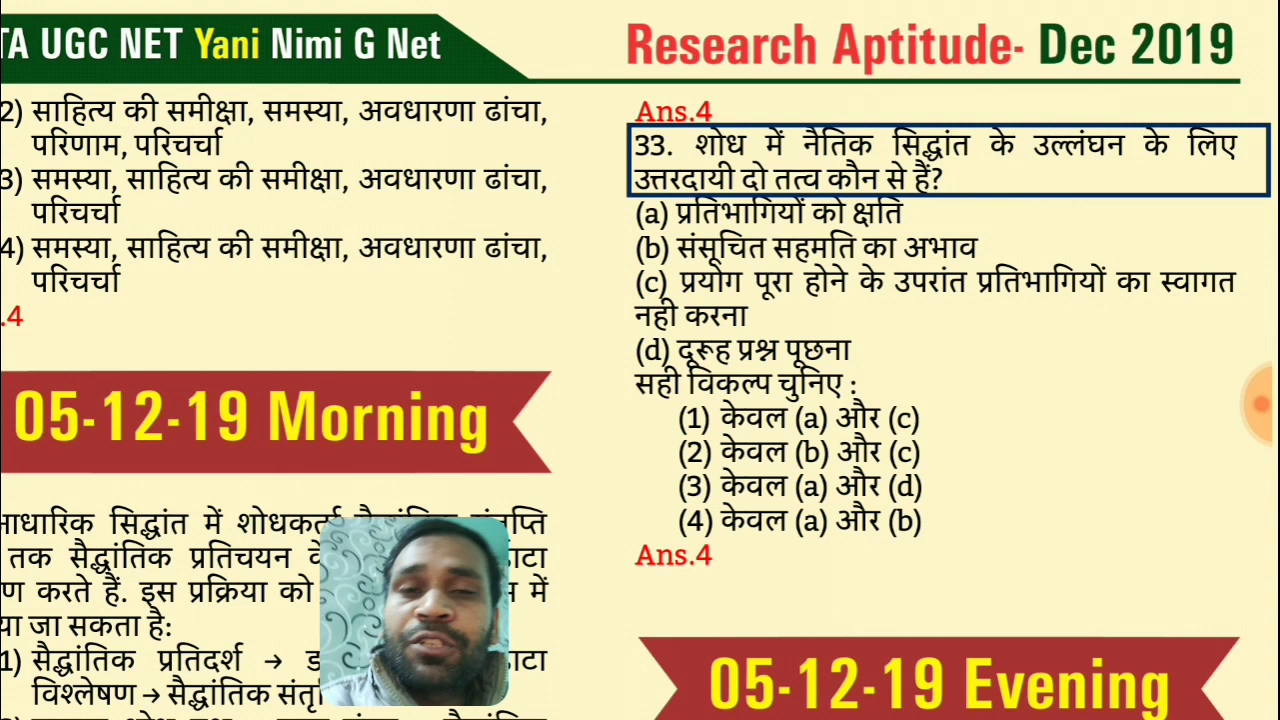 TA UGC NET Yani Nimi G Net
Research Aptitude- Dec 2019
2) साहित्य की समीक्षा, समस्या, अवधारणा ढांचा,
परिणाम, परिचर्चा
3) समस्या, साहित्य की समीक्षा, अवधारणा ढांचा,
परिचर्चा
4) समस्या, साहित्य की समीक्षा, अवधारणा ढांचा,
परिचर्चा
.4
05-12-19 Morning
सिद्धांत में
तक सैद्धांतिक प्रतिचयन
करते हैं. इस प्रक्रिया को में
जा सकता है:
1) सैद्धांतिक प्रतिदर्श →
विश्लेषण → सैद्धांतिक
Ans.4
33. शोध में नैतिक सिद्धांत के उल्लंघन के लिए
उत्तरदायी दो तत्व कौन से हैं?
(a) प्रतिभागियों को क्षति
(b) संसूचित सहमति का अभाव
(c) प्रयोग पूरा होने के उपरांत प्रतिभागियों का स्वागत
नही करना
(d) दूरूह प्रश्न पूछना
सही विकल्प चुनिए :
(1) केवल (a) और (c)
(2) केवल (b) और (c)
(3) केवल (a) और (d)
(4) केवल (a) और (b)
Ans.4
05-12-19 Evening